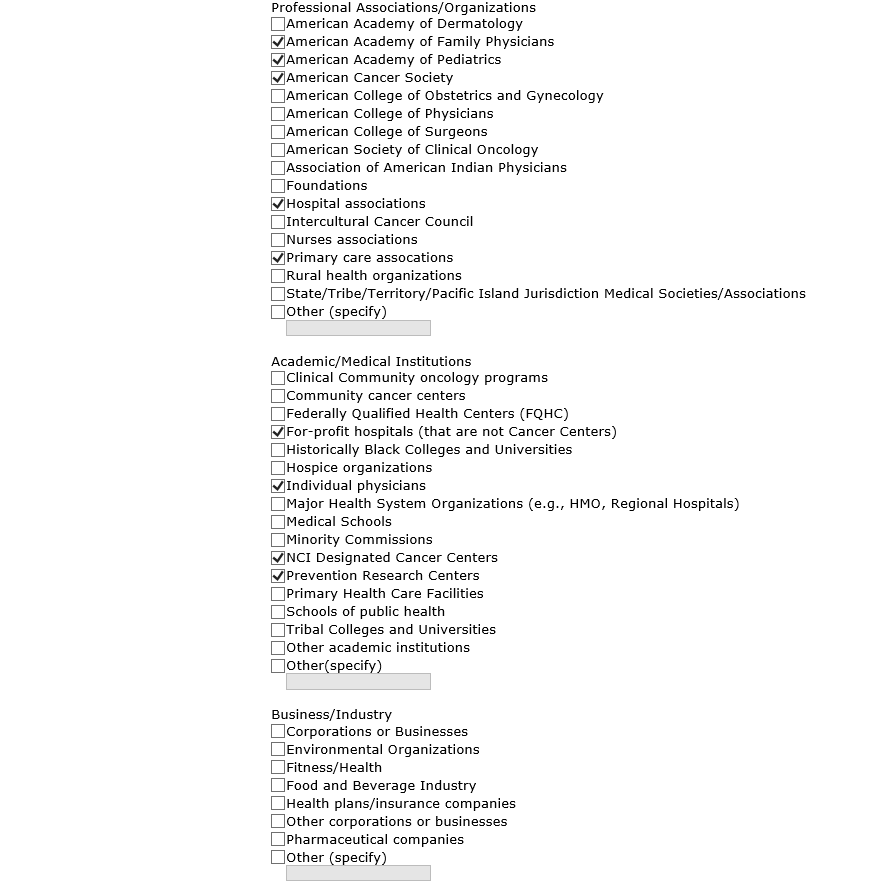 Professional Associations/Organizations
American Academy of Dermatology
American Academy of Family Physicians
American Academy of Pediatrics
American Cancer Society
American College of Obstetrics and Gynecology
American College of Physicians
American College of Surgeons
American Society of Clinical Oncology
Association of American Indian Physicians
Foundations
Hospital associations
Intercultural Cancer Council
Nurses associations
Primary care assocations
Rural health organizations
State/Tribe/Territory/Pacific Island Jurisdiction Medical Societies/Associations
Other (specify)
Academic/Medical Institutions
Clinical Community oncology programs
Community cancer centers
Federally Qualified Health Centers (FQHC)
For-profit hospitals (that are not Cancer Centers)
Historically Black Colleges and Universities
Hospice organizations
Individual physicians
Major Health System Organizations (e.g., HMO, Regional Hospitals)
Medical Schools
Minority Commissions
NCI Designated Cancer Centers
Prevention Research Centers
Primary Health Care Facilities
Schools of public health
Tribal Colleges and Universities
Other academic institutions
Other(specify)
Business/Industry
Corporations or Businesses
Environmental Organizations
Fitness/Health
Food and Beverage Industry
Health plans/insurance companies
Other corporations or businesses
Pharmaceutical companies
Other (specify)